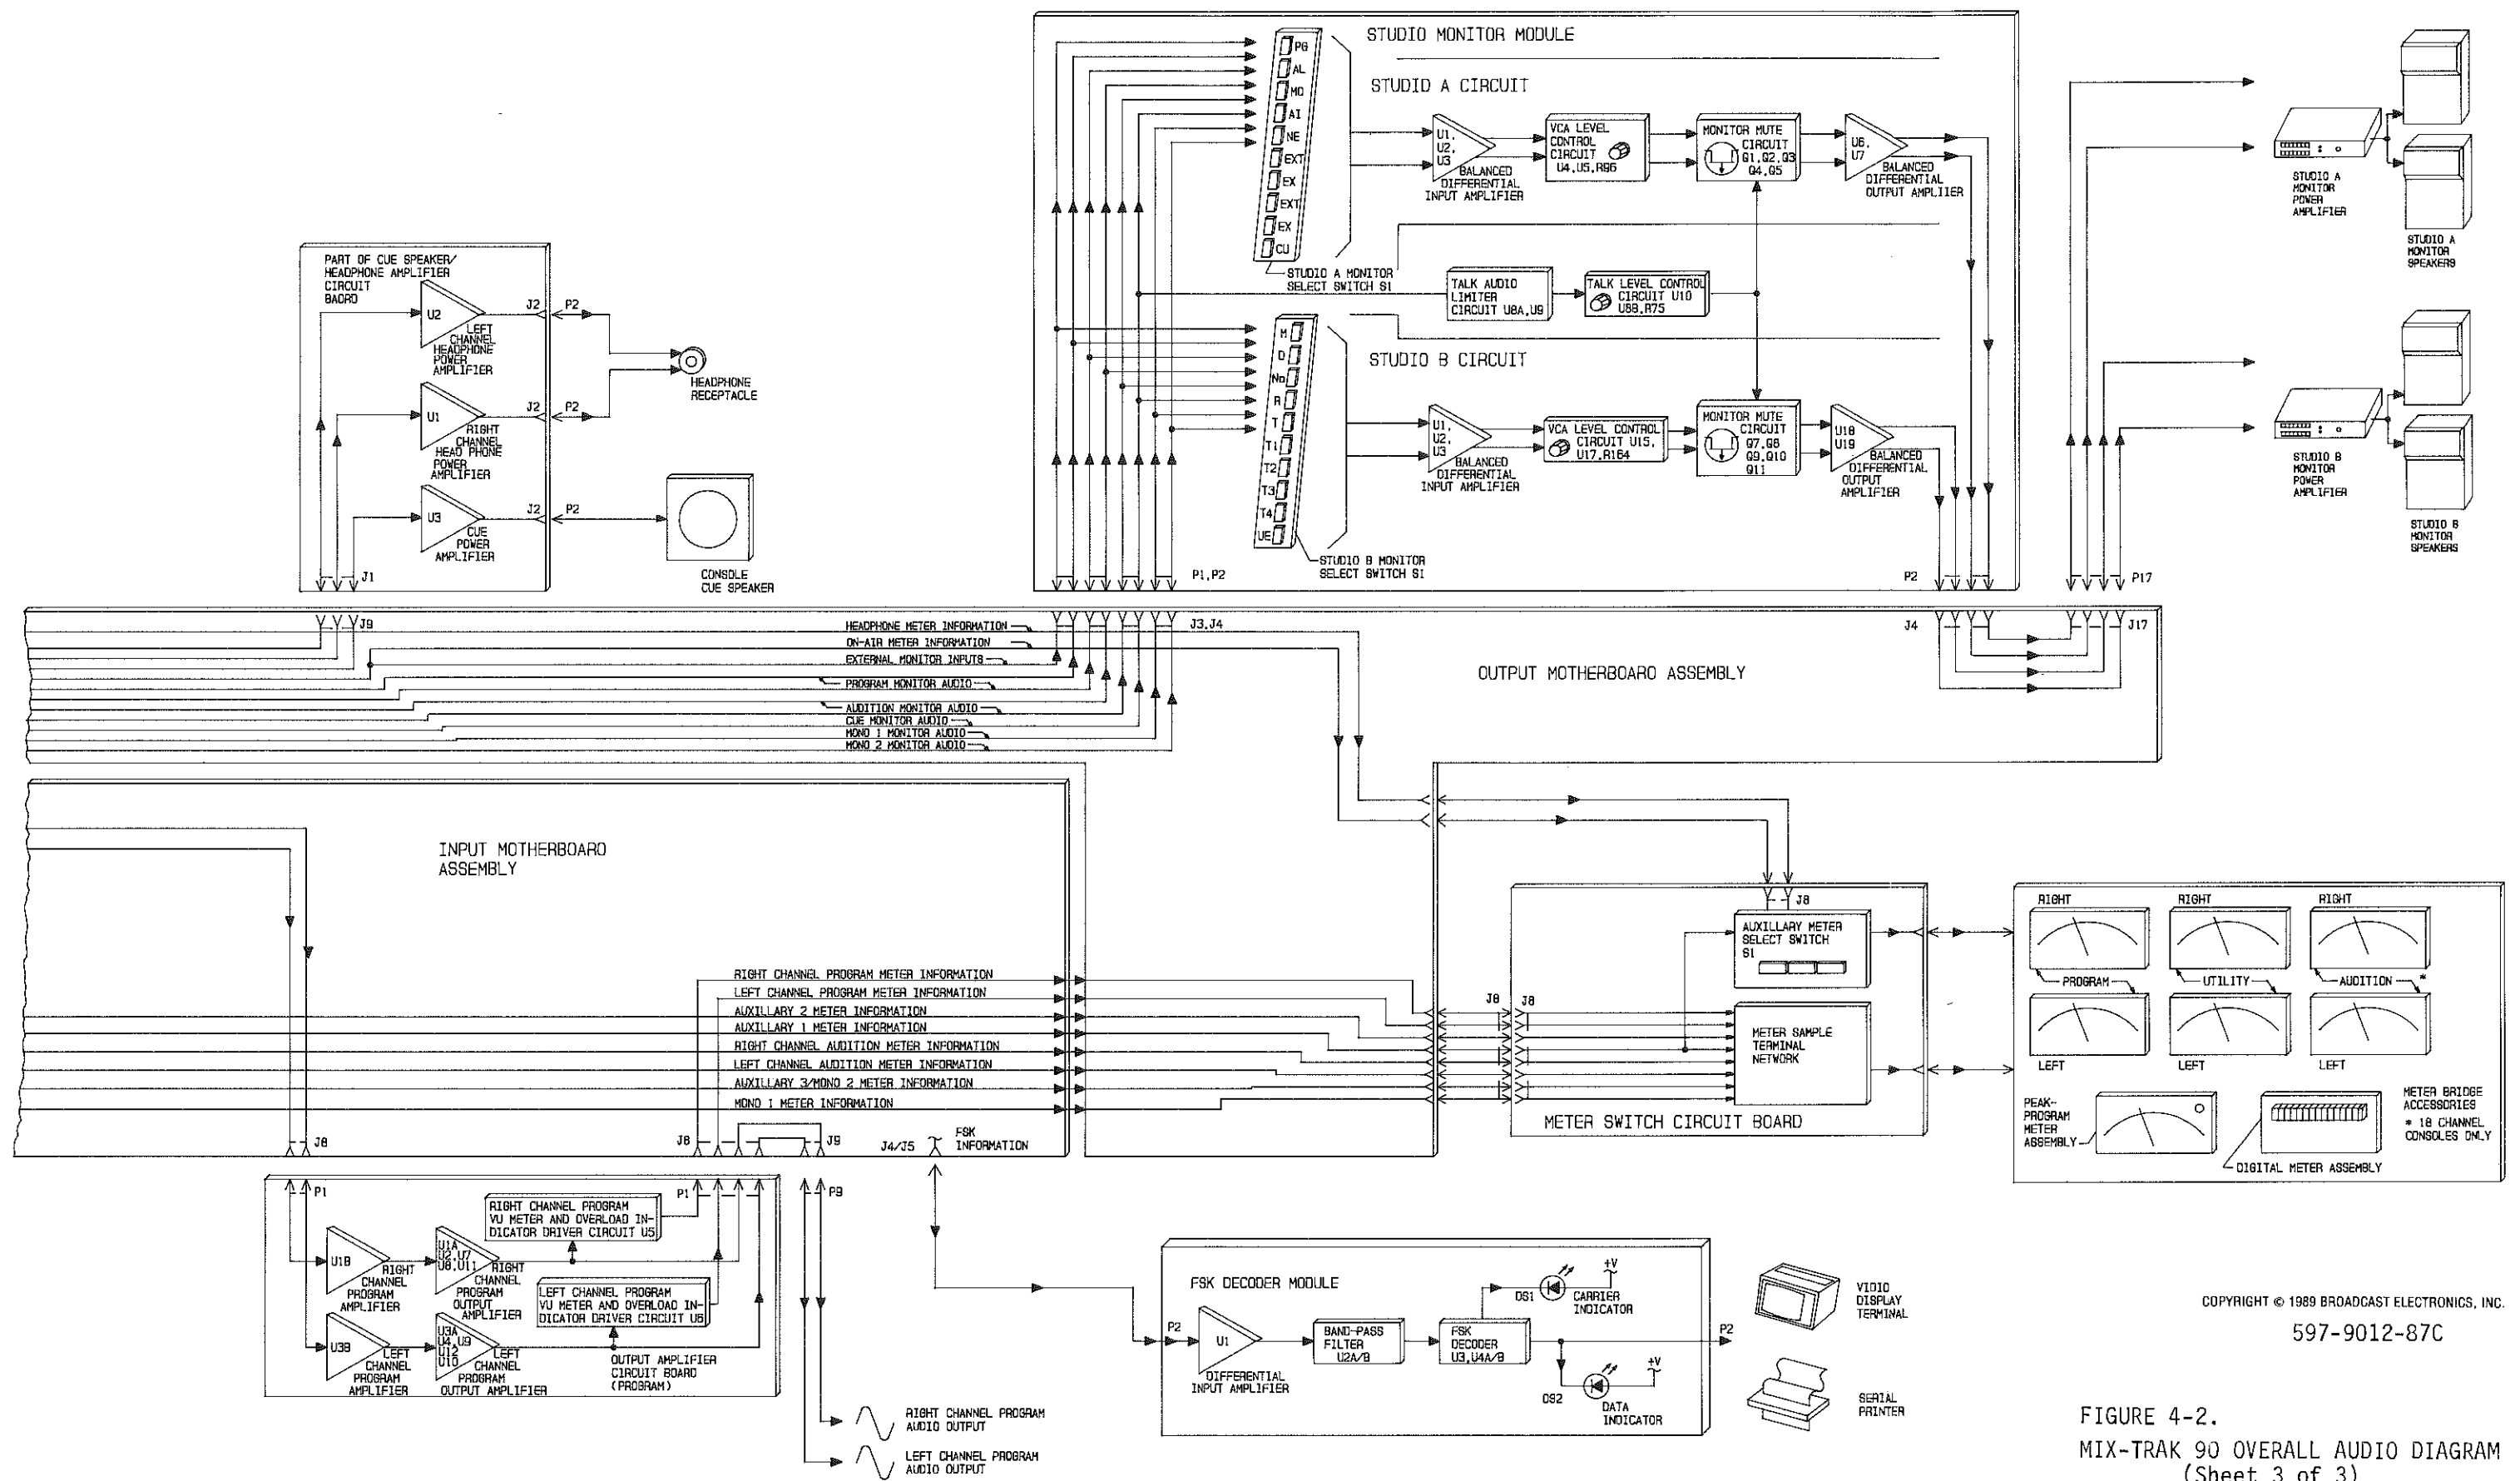 STUDIO MONITOR MODULE
STUDIO A CIRCUIT
PG
AL
MO
AI
NE
EXT
EX
EXT
EX
CU
STUDIO A MONITOR
SELECT SWITCH S1
U1,
U2,
U3
BALANCED
DIFFERENTIAL
INPUT AMPLIFIER
VCA LEVEL
CONTROL
CIRCUIT
U4,U5,R96
MONITOR MUTE
CIRCUIT
Q1,Q2,Q3
Q4,Q5
U6,
U7
BALANCED
DIFFERENTIAL
OUTPUT AMPLIIER
TALK AUDIO
LIMITER
CIRCUIT U8A,U9
TALK LEVEL CONTROL
CIRCUIT U10
U8B,R75
STUDIO B CIRCUIT
M
D
No
R
T
T1
T2
T3
T4
UE
STUDIO B MONITOR
SELECT SWITCH S1
U1,
U2,
U3
BALANCED
DIFFERENTIAL
INPUT AMPLIFIER
VCA LEVEL CONTROL
CIRCUIT U15,
U17,R164
MONITOR MUTE
CIRCUIT
Q7,Q8
Q9,Q10
Q11
U18
U19
BALANCED
DIFFERENTIAL
OUTPUT
AMPLIFIER
P1,P2
P2
P17
STUDIO A
MONITOR
POWER
AMPLIFIER
STUDIO A
MONITOR
SPEAKERS
STUDIO B
MONITOR
POWER
AMPLIFIER
STUDIO B
MONITOR
SPEAKERS
PART OF CUE SPEAKER/
HEADPHONE AMPLIFIER
CIRCUIT
BAORD
U2
LEFT
CHANNEL
HEADPHONE
POWER
AMPLIFIER
J2 P2
U1
RIGHT
CHANNEL
HEAD PHONE
POWER
AMPLIFIER
J2 P2
HEADPHONE
RECEPTACLE
U3
CUE
POWER
AMPLIFIER
J2 P2
CONSOLE
CUE SPEAKER
J1
J9
HEADPHONE METER INFORMATION
ON-AIR METER INFORMATION
EXTERNAL MONITOR INPUTS
PROGRAM MONITOR AUDIO
AUDITION MONITOR AUDIO
CUE MONITOR AUDIO
MONO 1 MONITOR AUDIO
MONO 2 MONITOR AUDIO
J3,J4
J4
J17
OUTPUT MOTHERBOARD ASSEMBLY
INPUT MOTHERBOARD
ASSEMBLY
RIGHT CHANNEL PROGRAM METER INFORMATION
LEFT CHANNEL PROGRAM METER INFORMATION
AUXILLARY 2 METER INFORMATION
AUXILLARY 1 METER INFORMATION
RIGHT CHANNEL AUDITION METER INFORMATION
LEFT CHANNEL AUDITION METER INFORMATION
AUXILLARY 3/MONO 2 METER INFORMATION
MONO 1 METER INFORMATION
J8
J8
J9
J4/J5
FSK
INFORMATION
J8
J8
J8
AUXILLARY METER
SELECT SWITCH
S1
METER SAMPLE
TERMINAL
NETWORK
METER SWITCH CIRCUIT BOARD
RIGHT
RIGHT
RIGHT
PROGRAM
UTILITY
AUDITION *
LEFT
LEFT
LEFT
PEAK-
PROGRAM
METER
ASSEMBLY
DIGITAL METER ASSEMBLY
METER BRIDGE
ACCESSORIES
* 18 CHANNEL
CONSOLES ONLY
P1
P1
P9
RIGHT CHANNEL PROGRAM
VU METER AND OVERLOAD IN-
DICATOR DRIVER CIRCUIT U5
U1B
RIGHT
CHANNEL
PROGRAM
AMPLIFIER
U1A
U2,U7
U8,U11
RIGHT
CHANNEL
PROGRAM
OUTPUT
AMPLIFIER
LEFT CHANNEL PROGRAM
VU METER AND OVERLOAD IN-
DICATOR DRIVER CIRCUIT U6
U3B
LEFT
CHANNEL
PROGRAM
AMPLIFIER
U3A
U4,U9
U12
U10
LEFT
CHANNEL
PROGRAM
OUTPUT AMPLIFIER
OUTPUT AMPLIFIER
CIRCUIT BOARD
(PROGRAM)
RIGHT CHANNEL PROGRAM
AUDIO OUTPUT
LEFT CHANNEL PROGRAM
AUDIO OUTPUT
FSK DECODER MODULE
P2
U1
DIFFERENTIAL
INPUT AMPLIFIER
BAND-PASS
FILTER
U2A/B
FSK
DECODER
U3,U4A/B
DS1
+V
CARRIER
INDICATOR
DS2
+V
DATA
INDICATOR
P2
VIDIO
DISPLAY
TERMINAL
SERIAL
PRINTER
COPYRIGHT © 1989 BROADCAST ELECTRONICS, INC.
597-9012-87C
FIGURE 4-2.
MIX-TRAK 90 OVERALL AUDIO DIAGRAM
(Sheet 3 of 3)